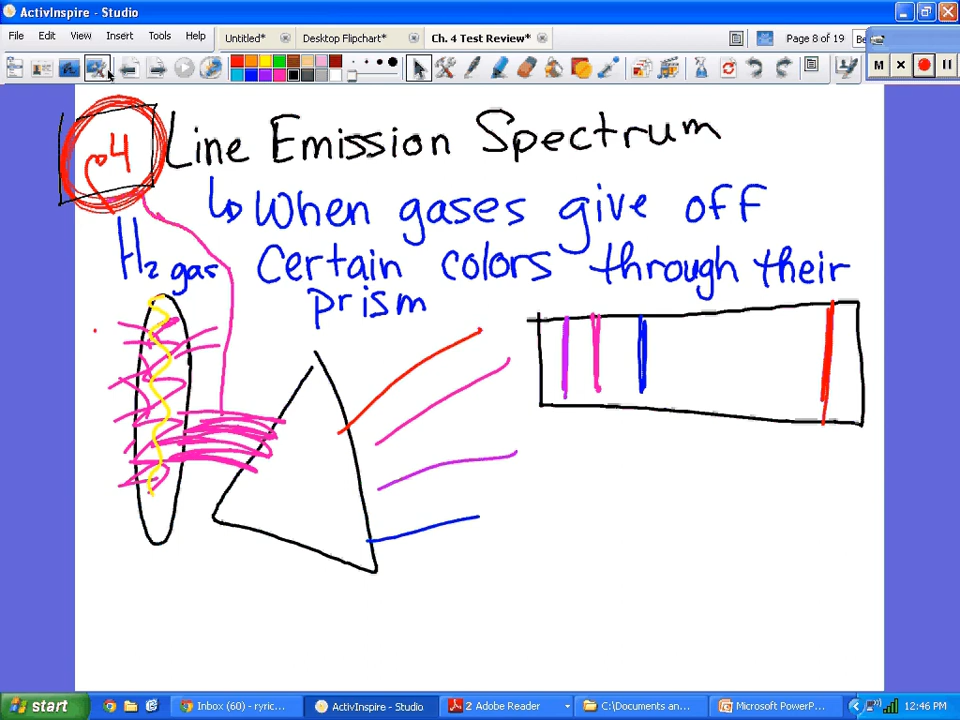 ActivInspire - Studio
File Edit View Insert Tools Help
Untitled* Desktop Flipchart* Ch. 4 Test Review*
Page 8 of 19
Be
M
4 Line Emission Spectrum
When gases give off
H2 gas Certain colors through their
prism
start Inbox (60) - ryric... ActivInspire - Studio 2 Adobe Reader C:\Documents an... Microsoft PowerP... 12:46 PM